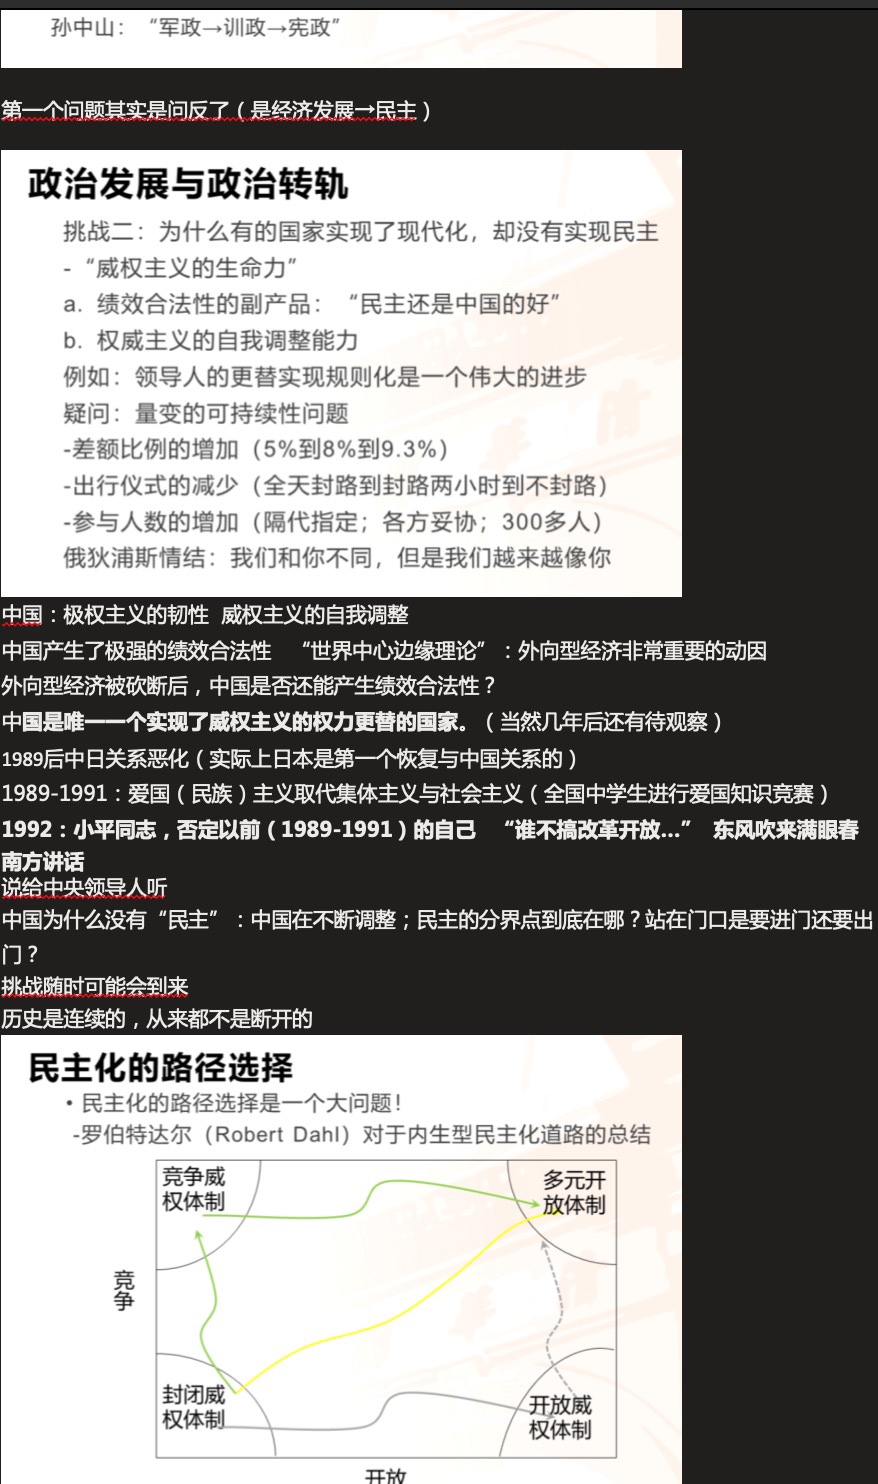 孙中山：“军政→训政→宪政”
第一个问题其实是问反了（是经济发展→民主）
政治发展与政治转轨
挑战二：为什么有的国家实现了现代化，却没有实现民主
-“威权主义的生命力”
a. 绩效合法性的副产品：“民主还是中国的好”
b. 权威主义的自我调整能力
例如：领导人的更替实现规则化是一个伟大的进步
疑问：量变的可持续性问题
-差额比例的增加（5%到8%到9.3%）
-出行仪式的减少（全天封路到封路两小时到不封路）
-参与人数的增加（隔代指定；各方妥协；300多人）
俄狄浦斯情结：我们和你不同，但是我们越来越像你
中国：极权主义的韧性 威权主义的自我调整
中国产生了极强的绩效合法性 “世界中心边缘理论”：外向型经济非常重要的动因
外向型经济被砍断后，中国是否还能产生绩效合法性？
中国是唯一一个实现了威权主义的权力更替的国家。（当然几年后还有待观察）
1989后中日关系恶化（实际上日本是第一个恢复与中国关系的）
1989-1991：爱国（民族）主义取代集体主义与社会主义（全国中学生进行爱国知识竞赛）
1992：小平同志，否定以前（1989-1991）的自己 “谁不搞改革开放…” 东风吹来满眼春
南方讲话
说给中央领导人听
中国为什么没有“民主”：中国在不断调整；民主的分界点到底在哪？站在门口是要进门还要出
门？
挑战随时可能会到来
历史是连续的，从来都不是断开的
民主化的路径选择
• 民主化的路径选择是一个大问题！
-罗伯特达尔（Robert Dahl）对于内生型民主化道路的总结
竞争威
权体制
多元开
放体制
竞
争
封闭威
权体制
开放威
权体制
开放